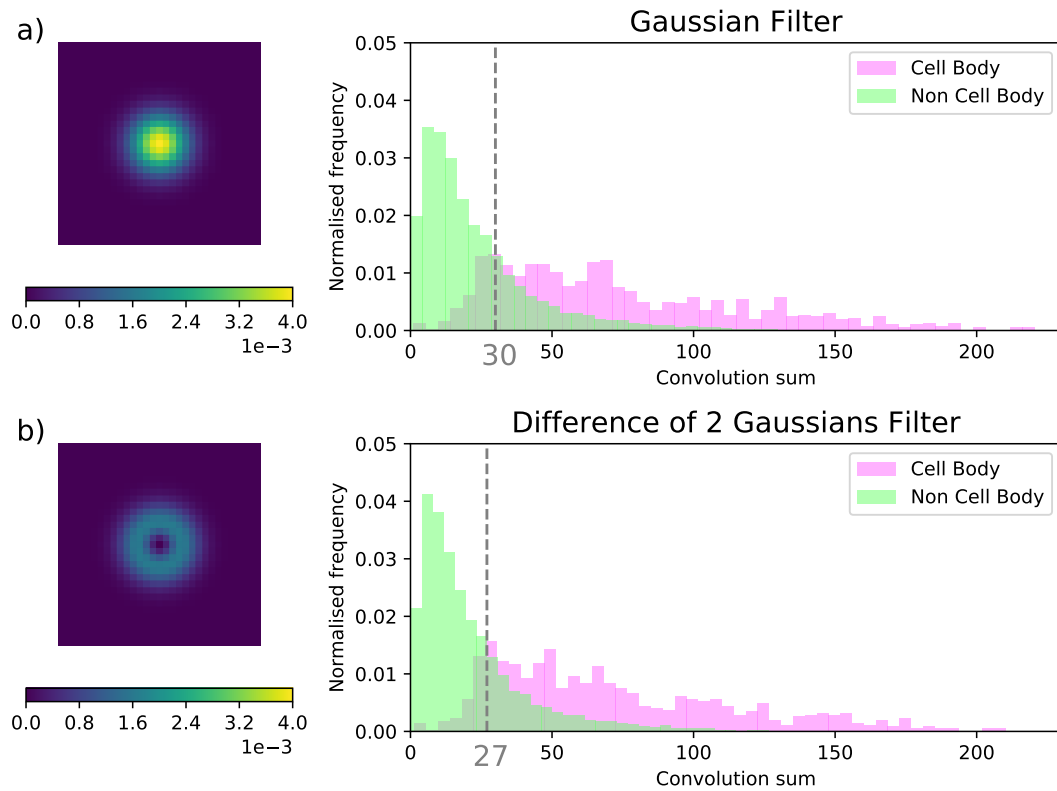 a)
Gaussian Filter
0.05
0.04
0.03
0.02
0.01
0.00
Normalised frequency
Cell Body
Non Cell Body
0.0 0.8 1.6 2.4 3.2 4.0
1e−3
0 50 100 150 200
30
Convolution sum
b)
Difference of 2 Gaussians Filter
0.05
0.04
0.03
0.02
0.01
0.00
Normalised frequency
Cell Body
Non Cell Body
0.0 0.8 1.6 2.4 3.2 4.0
1e−3
0 50 100 150 200
27
Convolution sum